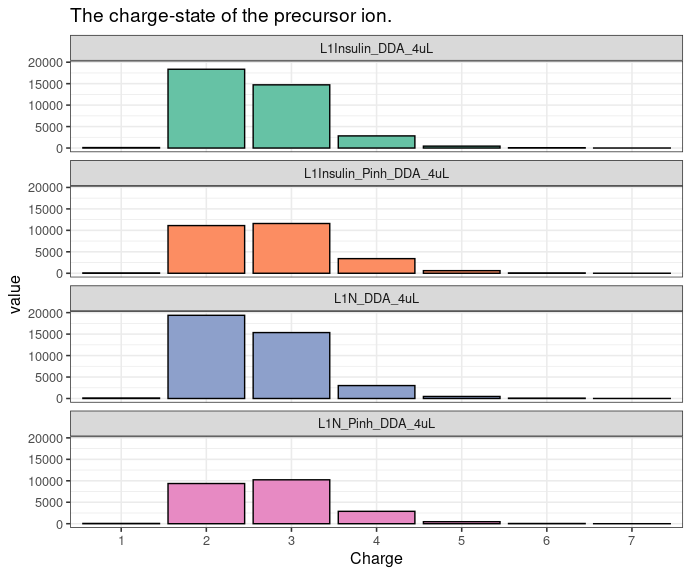 The charge-state of the precursor ion.
L1Insulin_DDA_4uL
20000
15000
10000
5000
0
L1Insulin_Pinh_DDA_4uL
20000
15000
10000
5000
0
value
L1N_DDA_4uL
20000
15000
10000
5000
0
L1N_Pinh_DDA_4uL
20000
15000
10000
5000
0
1 2 3 4 5 6 7
Charge